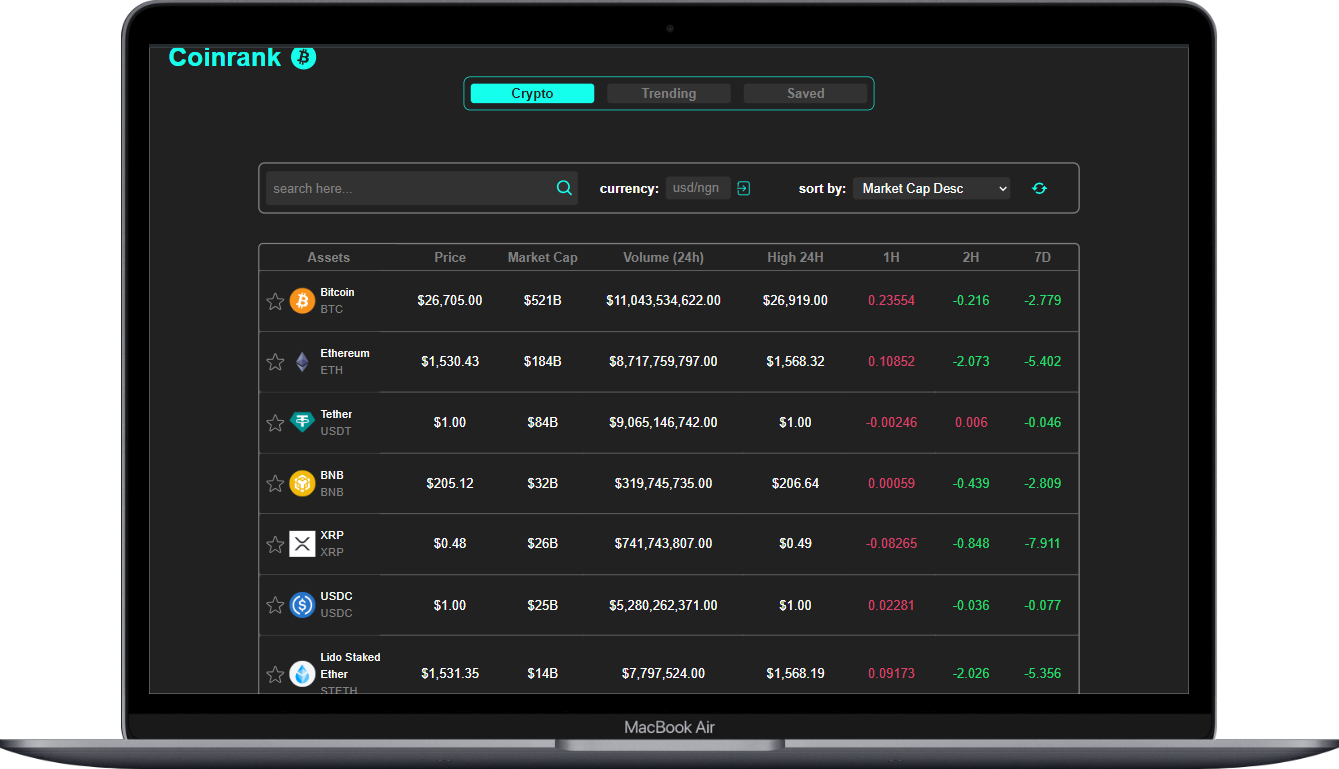 Coinrank
Crypto Trending Saved
search here... currency: usd/ngn sort by: Market Cap Desc
Assets Price Market Cap Volume (24h) High 24H 1H 2H 7D
Bitcoin
BTC
$26,705.00 $521B $11,043,534,622.00 $26,919.00 0.23554 -0.216 -2.779
Ethereum
ETH
$1,530.43 $184B $8,717,759,797.00 $1,568.32 0.10852 -2.073 -5.402
Tether
USDT
$1.00 $84B $9,065,146,742.00 $1.00 -0.00246 0.006 -0.046
BNB
BNB
$205.12 $32B $319,745,735.00 $206.64 0.00059 -0.439 -2.809
XRP
XRP
$0.48 $26B $741,743,807.00 $0.49 -0.08265 -0.848 -7.911
USDC
USDC
$1.00 $25B $5,280,262,371.00 $1.00 0.02281 -0.036 -0.077
Lido Staked
Ether
STETH
$1,531.35 $14B $7,797,524.00 $1,568.19 0.09173 -2.026 -5.356
MacBook Air